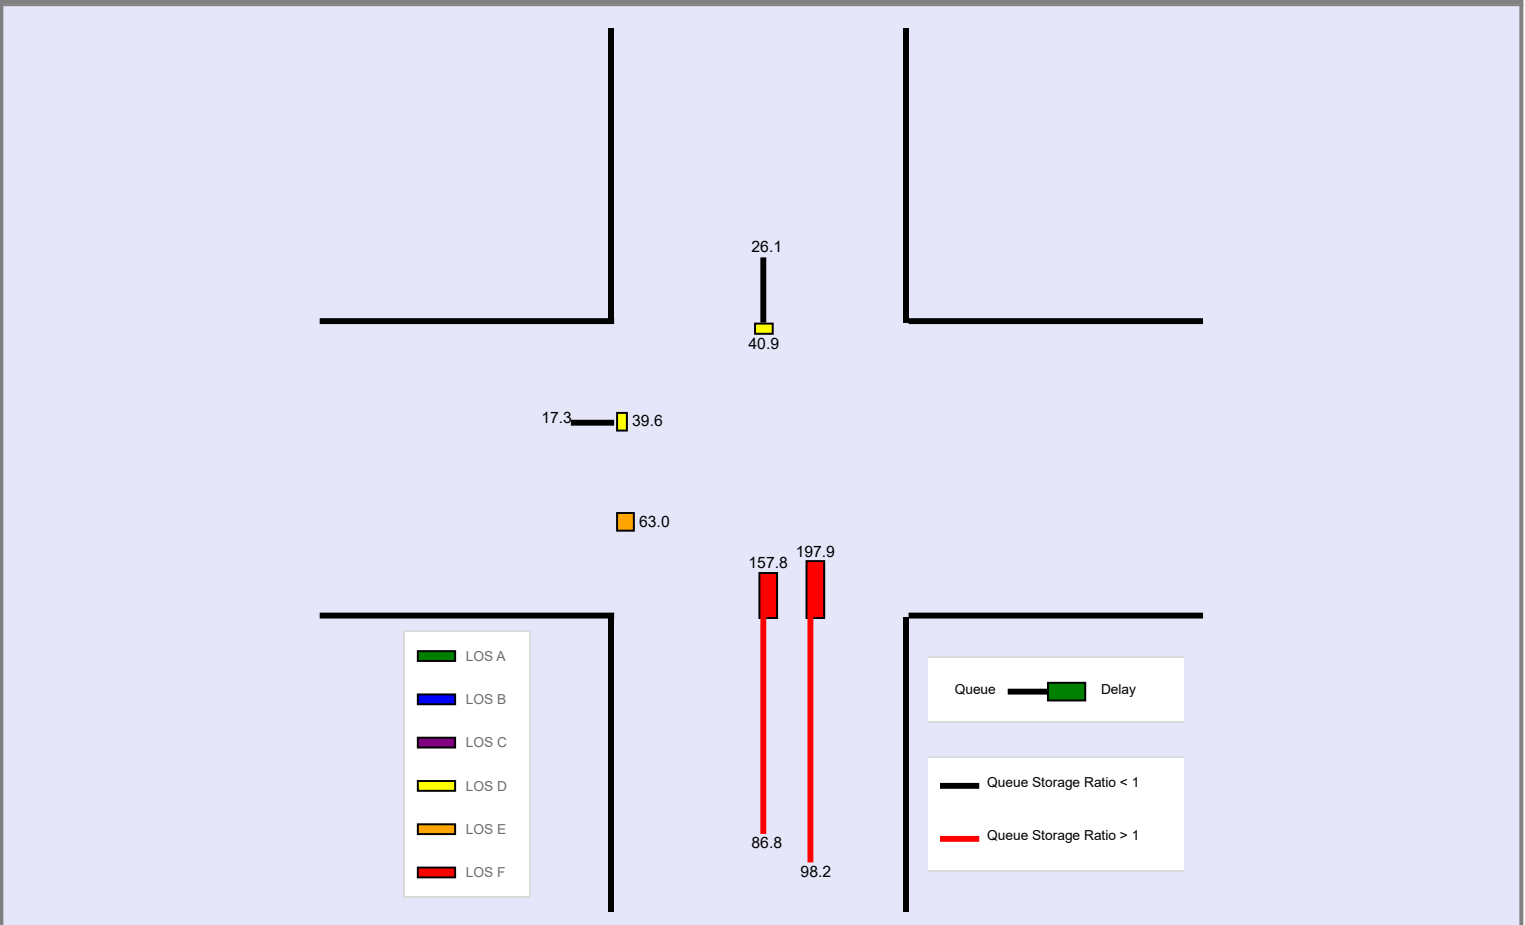 26.1
40.9
17.3
39.6
63.0
157.8
197.9
86.8
98.2
LOS A
LOS B
LOS C
LOS D
LOS E
LOS F
Queue
Delay
Queue Storage Ratio < 1
Queue Storage Ratio > 1